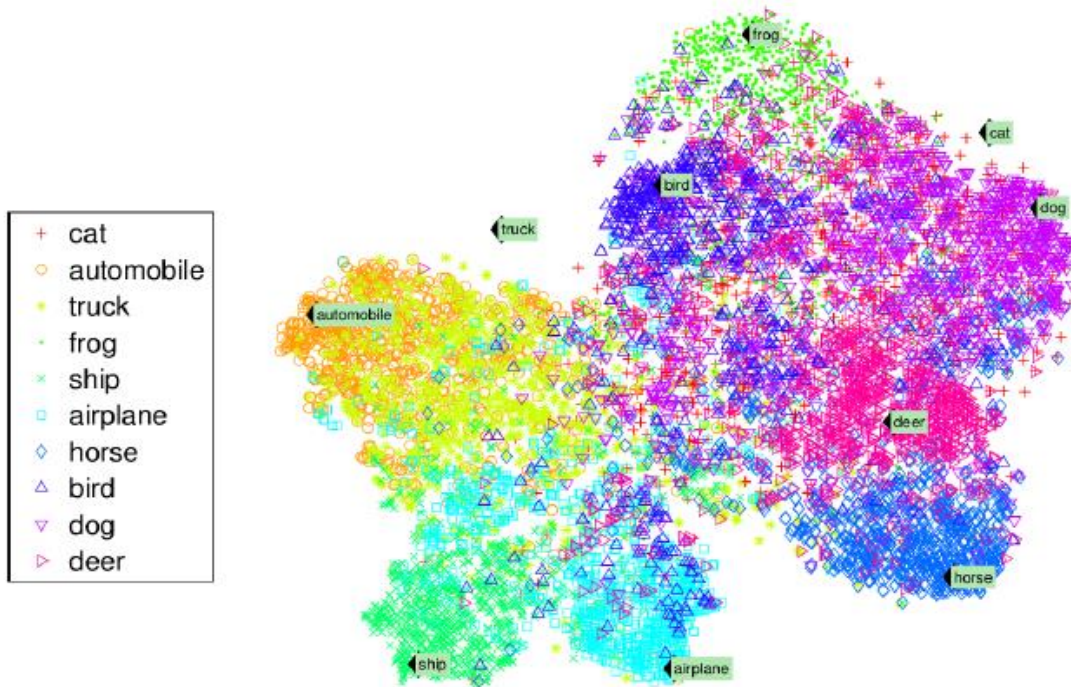 frog
cat
bird
dog
truck
automobile
deer
horse
ship
airplane
cat
automobile
truck
frog
ship
airplane
horse
bird
dog
deer